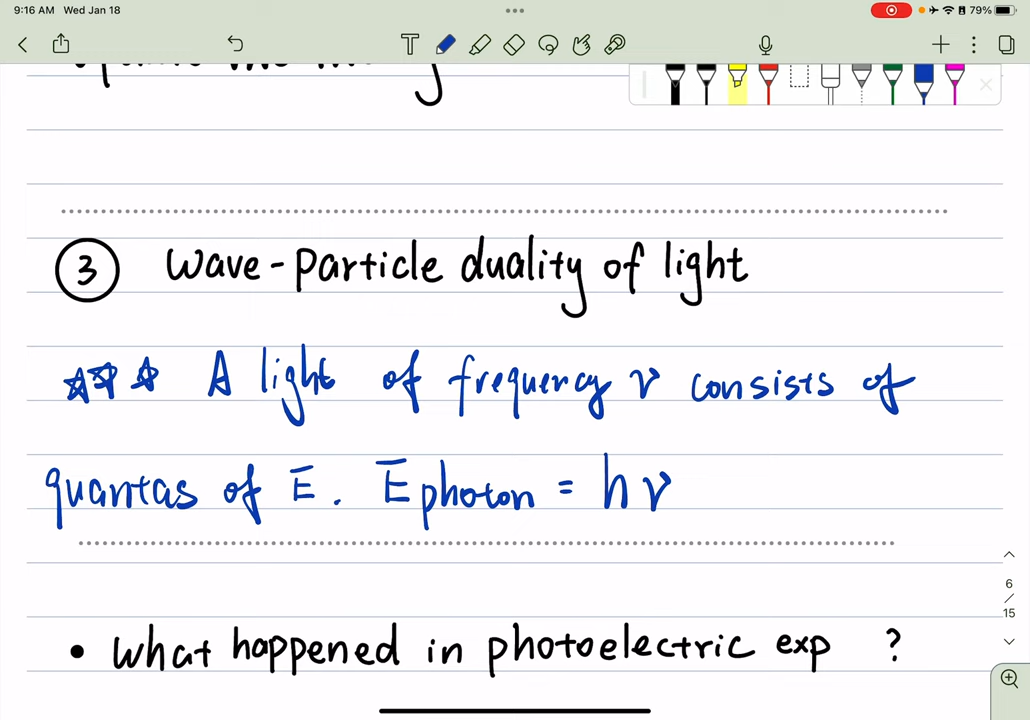 9:16 AM Wed Jan 18
79%
T
③ Wave-particle duality of light
A light of frequency ν consists of
quantas of E. Ephoton = hν
6
/
15
• What happened in photoelectric exp ?